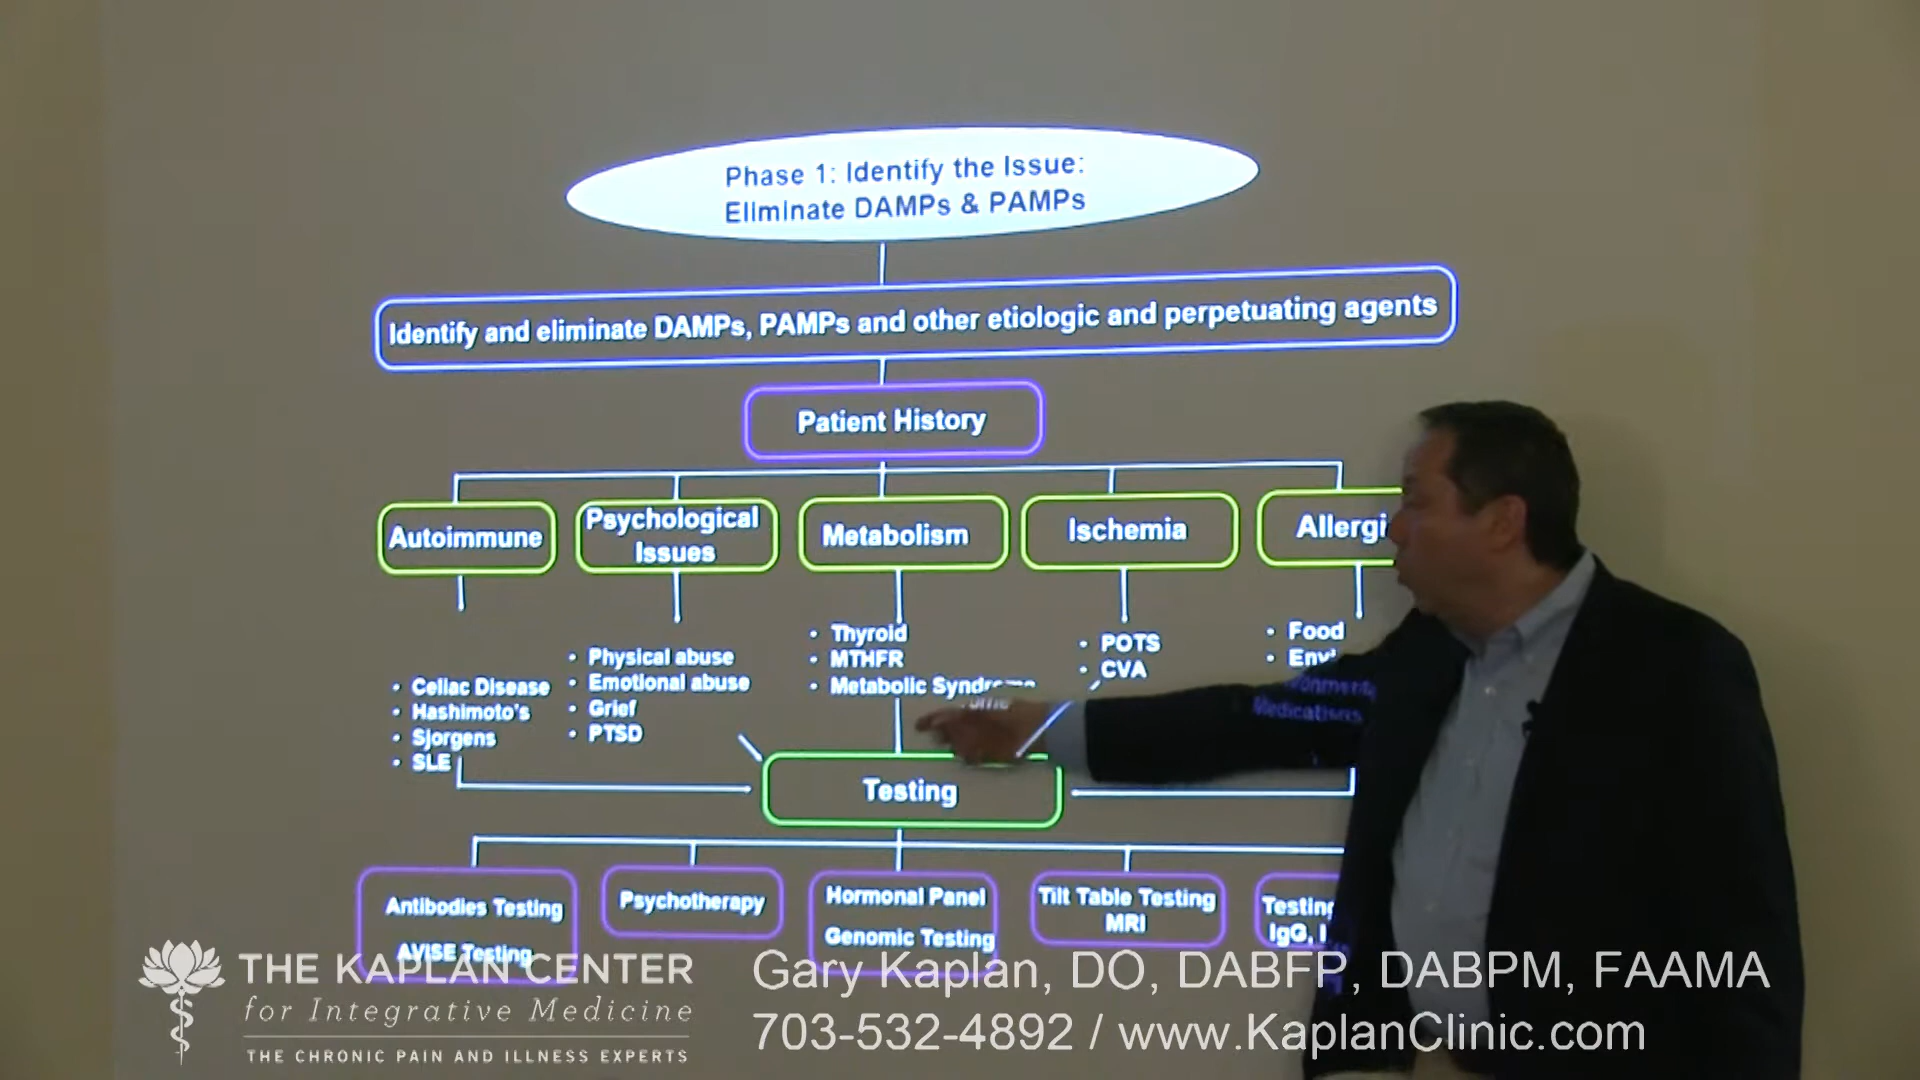 Phase 1: Identify the Issue:
Eliminate DAMPs & PAMPs
Identify and eliminate DAMPs, PAMPs and other etiologic and perpetuating agents
Patient History
Autoimmune
Psychological
Issues
Metabolism
Ischemia
Allergi
• Celiac Disease
• Hashimoto's
• Sjorgens
• SLE
• Physical abuse
• Emotional abuse
• Grief
• PTSD
• Thyroid
• MTHFR
• Metabolic Syndrome
• POTS
• CVA
• Food
• Environmental
Medications
Testing
Antibodies Testing
AVISE Testing
Psychotherapy
Hormonal Panel
Genomic Testing
Tilt Table Testing
MRI
Testing
IgG,
THE KAPLAN CENTER
for Integrative Medicine
THE CHRONIC PAIN AND ILLNESS EXPERTS
Gary Kaplan, DO, DABFP, DABPM, FAAMA
703-532-4892 / www.KaplanClinic.com